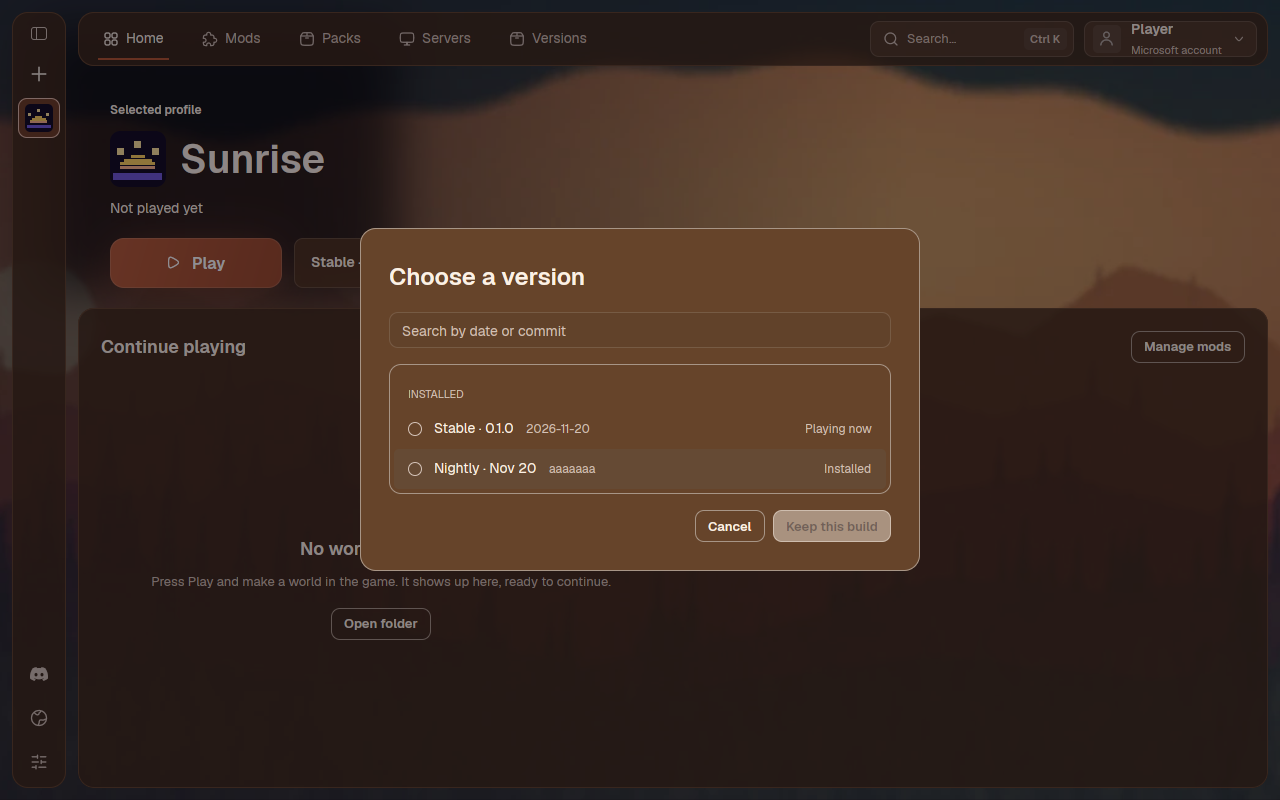 Home
Mods
Packs
Servers
Versions
Search...
Ctrl K
Player
Microsoft account
Selected profile
Sunrise
Not played yet
Play
Stable ·
Choose a version
Search by date or commit
INSTALLED
Stable · 0.1.0 2026-11-20 Playing now
Nightly · Nov 20 aaaaaaa Installed
Cancel
Keep this build
Continue playing
Manage mods
No wor
Press Play and make a world in the game. It shows up here, ready to continue.
Open folder